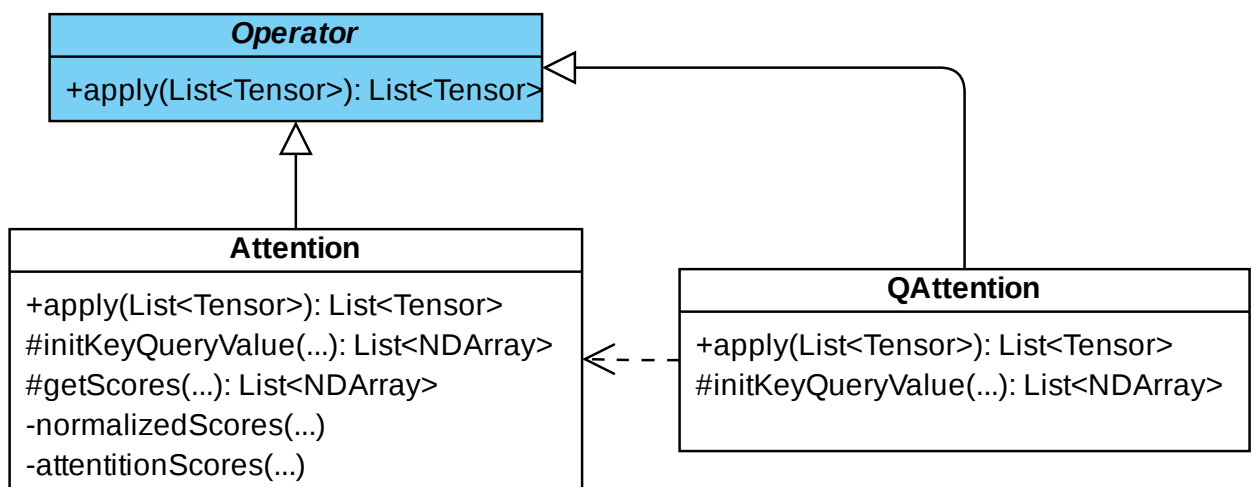 Operator
+apply(List<Tensor>): List<Tensor>
Attention
+apply(List<Tensor>): List<Tensor>
#initKeyQueryValue(...): List<NDArray>
#getScores(...): List<NDArray>
-normalizedScores(...)
-attentitionScores(...)
QAttention
+apply(List<Tensor>): List<Tensor>
#initKeyQueryValue(...): List<NDArray>